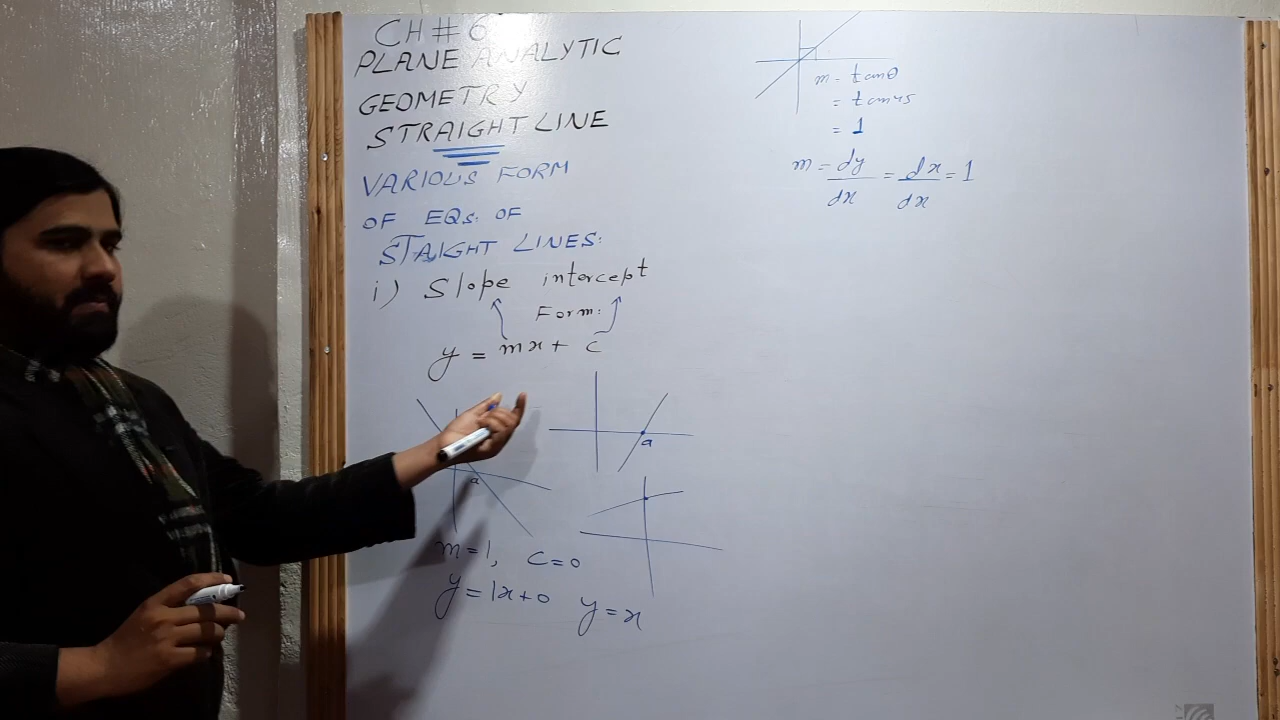 CH # 6
PLANE ANALYTIC
GEOMETRY
STRAIGHT LINE
VARIOUS FORM
OF EQs. OF
STAIGHT LINES:
i) Slope intercept
Form:
y = mx + c
a
a
m=1, c=0
y = 1x+0 y=x
m = tanθ
= tan45
= 1
m = dy/dx = dx/dx = 1